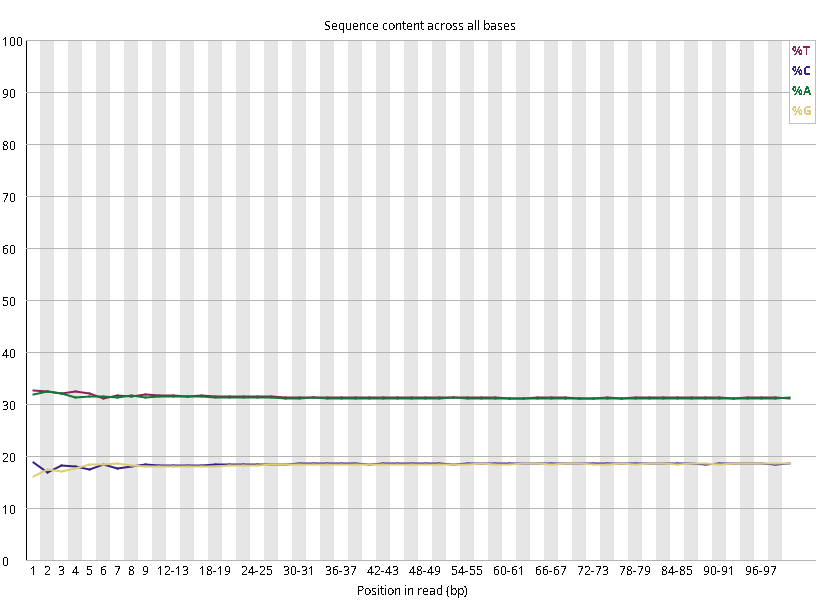 Sequence content across all bases
100
90
80
70
60
50
40
30
20
10
0
%T
%C
%A
%G
1 2 3 4 5 6 7 8 9 12-13 18-19 24-25 30-31 36-37 42-43 48-49 54-55 60-61 66-67 72-73 78-79 84-85 90-91 96-97
Position in read (bp)